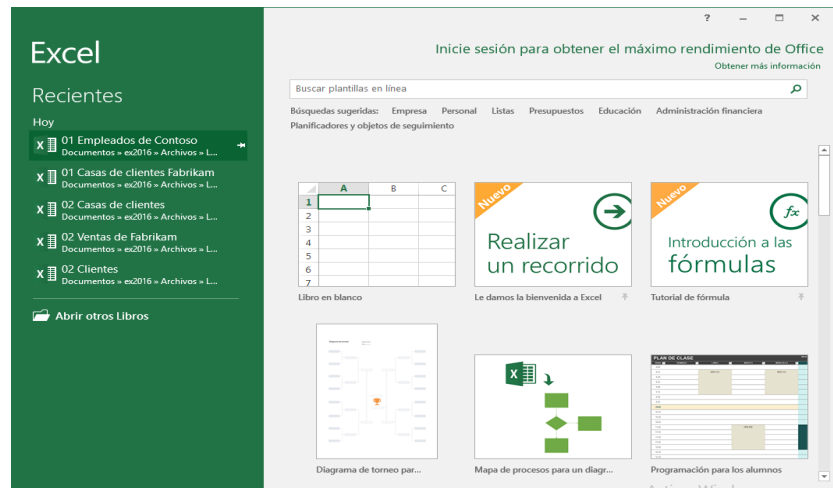 Excel
Inicie sesión para obtener el máximo rendimiento de Office
Obtener más información
Recientes
Hoy
01 Empleados de Contoso
Documentos » ex2016 » Archivos » L...
01 Casas de clientes Fabrikam
Documentos » ex2016 » Archivos » L...
02 Casas de clientes
Documentos » ex2016 » Archivos » L...
02 Ventas de Fabrikam
Documentos » ex2016 » Archivos » L...
02 Clientes
Documentos » ex2016 » Archivos » L...
Abrir otros Libros
Buscar plantillas en línea
Búsquedas sugeridas: Empresa Personal Listas Presupuestos Educación Administración financiera
Planificadores y objetos de seguimiento
A B C
1
2
3
4
5
6
7
Libro en blanco
Nuevo
Realizar
un recorrido
Le damos la bienvenida a Excel
Nuevo
fx
Introducción a las
fórmulas
Tutorial de fórmula
Diagrama de torneo par...
X
Mapa de procesos para un diagr...
PLAN DE CLASE
Programación para los alumnos